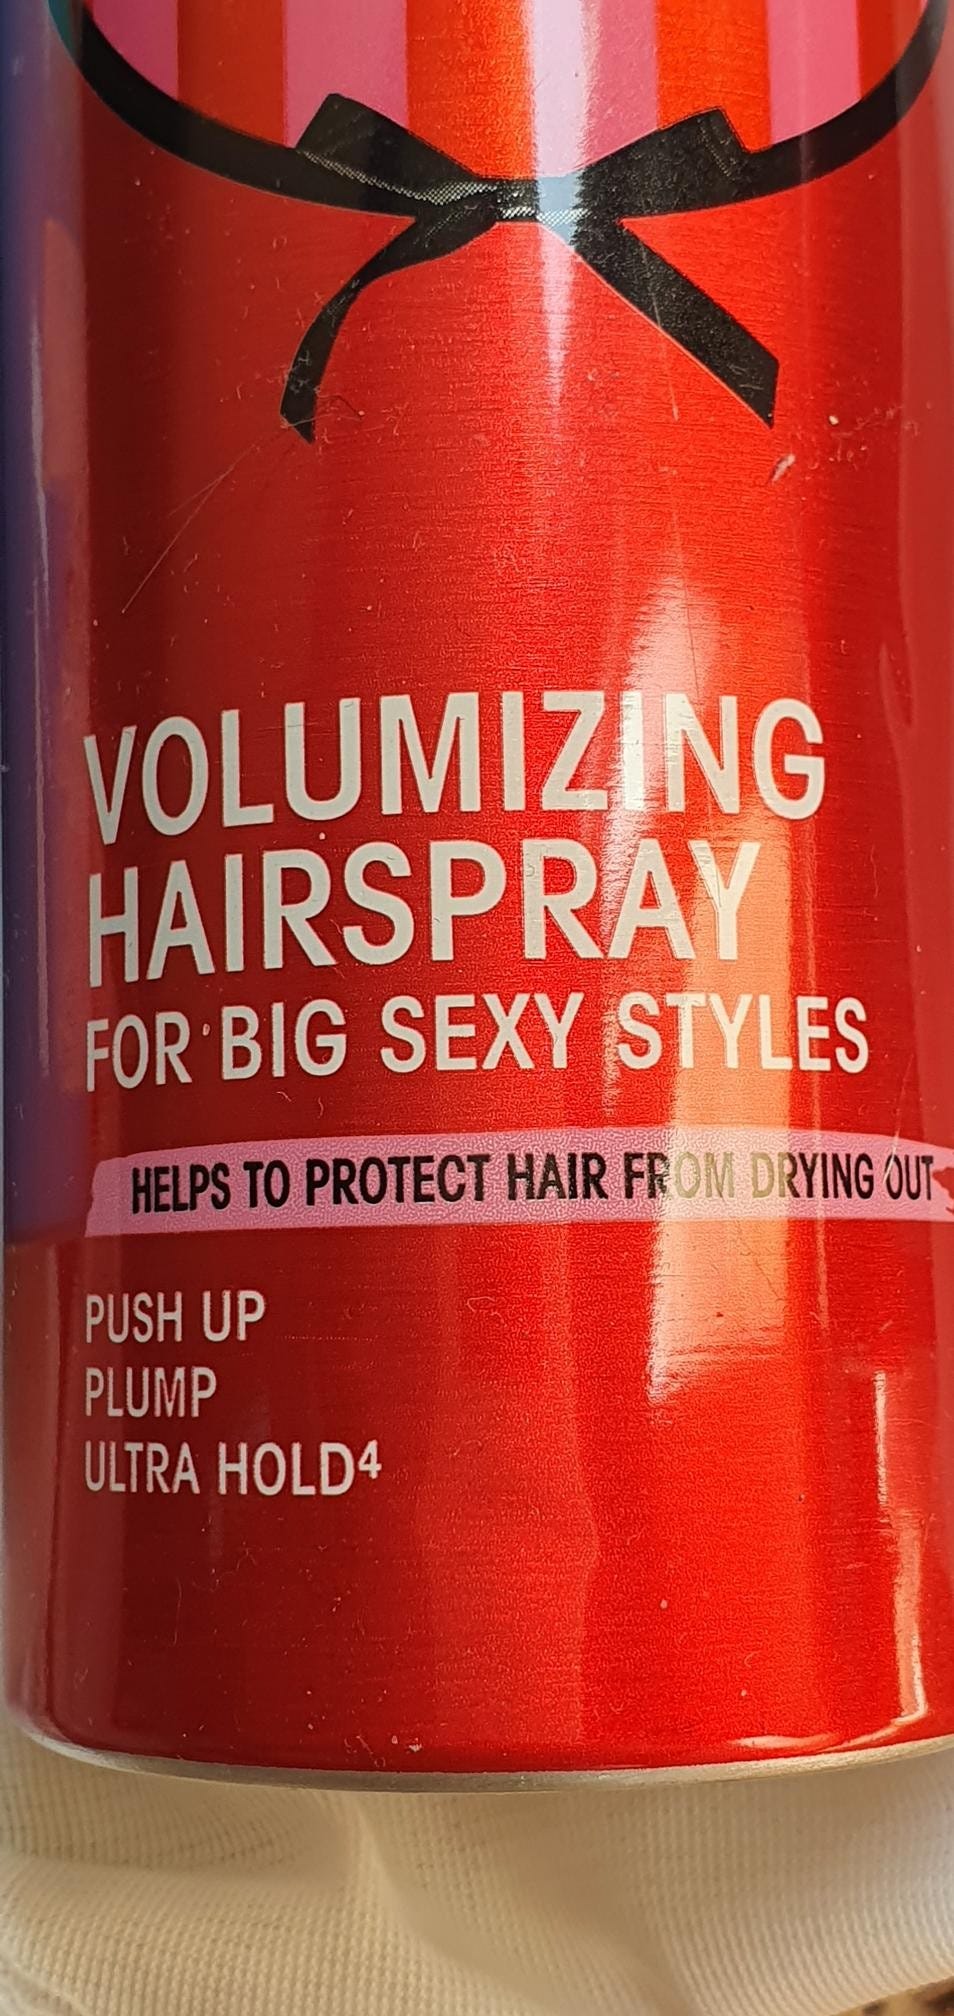 VOLUMIZING
HAIRSPRAY
FOR BIG SEXY STYLES
HELPS TO PROTECT HAIR FROM DRYING OUT
PUSH UP
PLUMP
ULTRA HOLD⁴